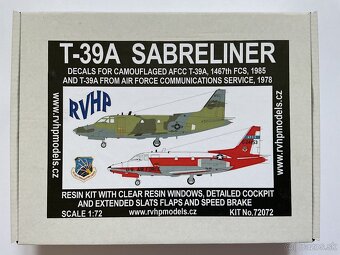 T-39A SABRELINER
DECALS FOR CAMOUFLAGED AFCC T-39A, 1467th FCS, 1985
AND T-39A FROM AIR FORCE COMMUNICATIONS SERVICE, 1978
RVHP
www.rvhpmodels.cz
www.rvhpmodels.cz
U.S. AIR FORCE
RESIN KIT WITH CLEAR RESIN WINDOWS, DETAILED COCKPIT
AND EXTENDED SLATS FLAPS AND SPEED BRAKE
SCALE 1:72
www.rvhpmodels.cz
KIT No.72072